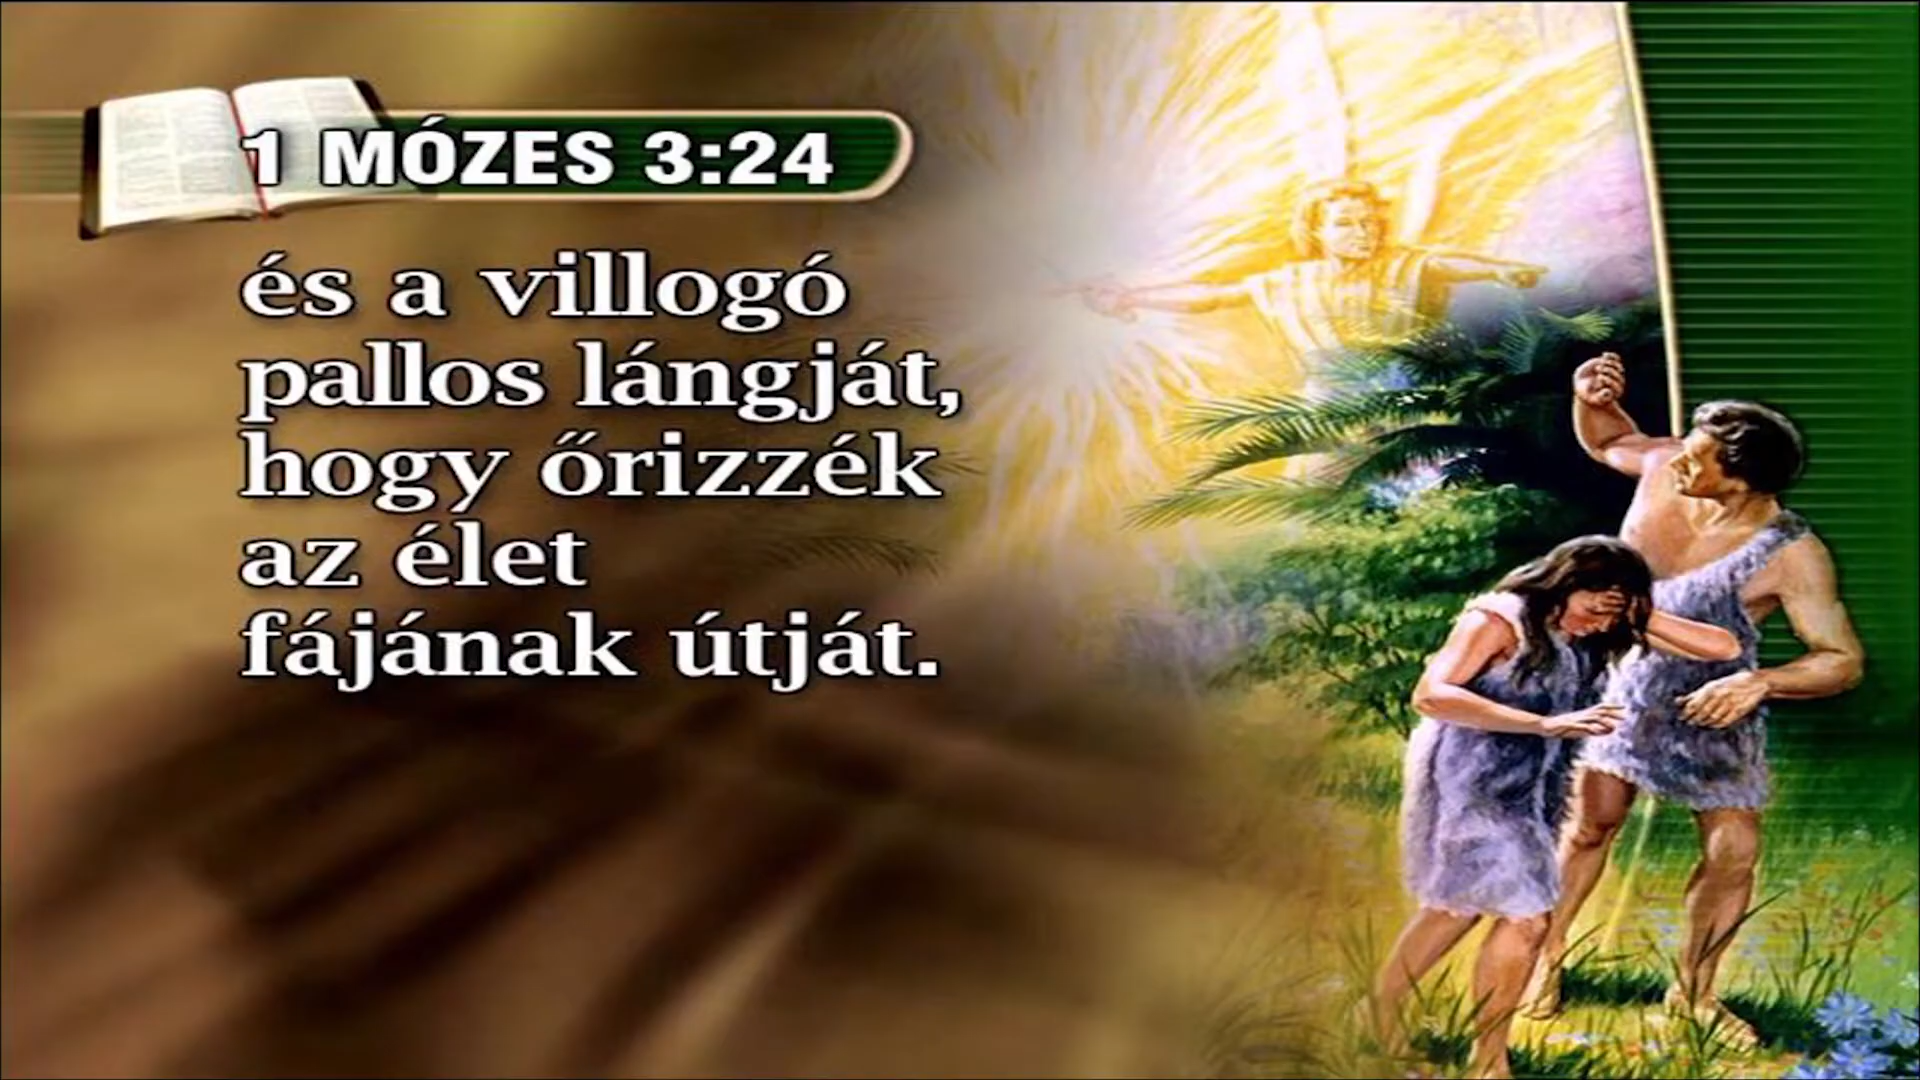 1 MÓZES 3:24
és a villogó
pallos lángját,
hogy őrizzék
az élet
fájának útját.